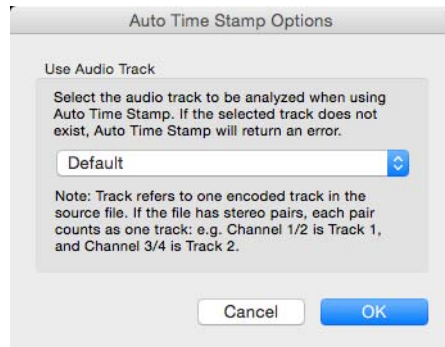 Auto Time Stamp Options
Use Audio Track
Select the audio track to be analyzed when using
Auto Time Stamp. If the selected track does not
exist, Auto Time Stamp will return an error.
Default
Note: Track refers to one encoded track in the
source file. If the file has stereo pairs, each pair
counts as one track: e.g. Channel 1/2 is Track 1,
and Channel 3/4 is Track 2.
Cancel OK